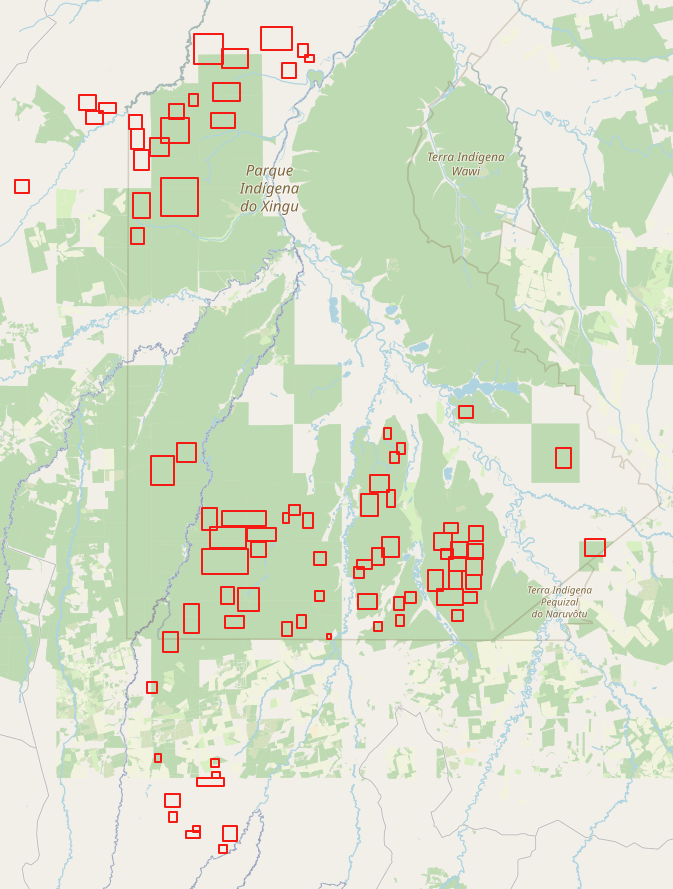 Terra Indígena
Wawi
Parque
Indígena
do Xingu
Terra Indígena
Pequizal
do Naruvôtu